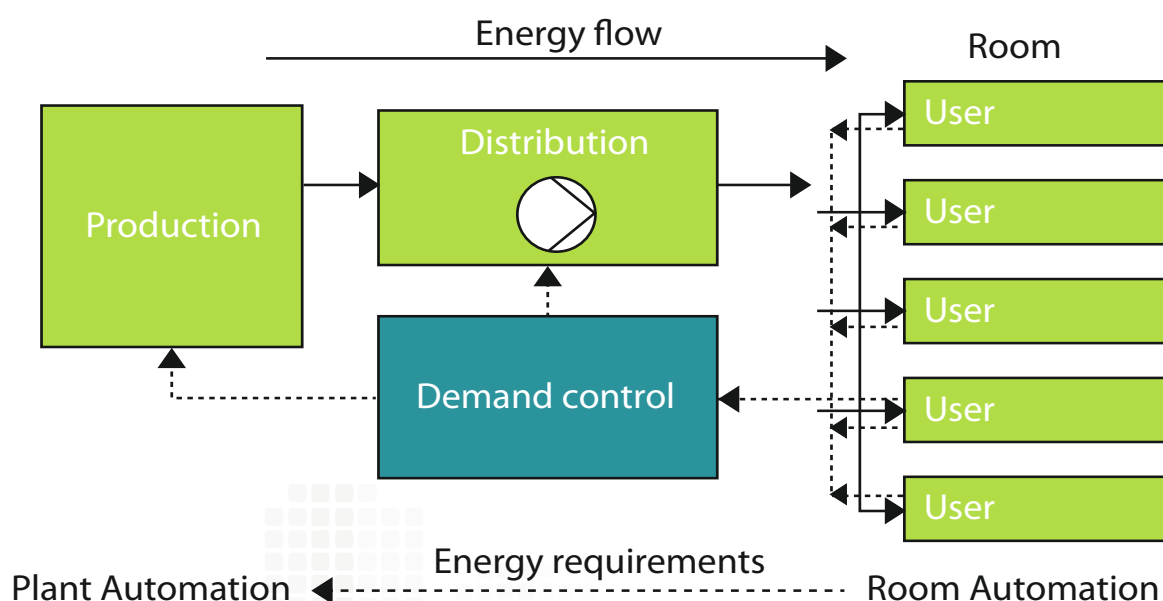 Energy flow
Room
Production
Distribution
User
User
User
Demand control
User
User
Energy requirements
Plant Automation
Room Automation